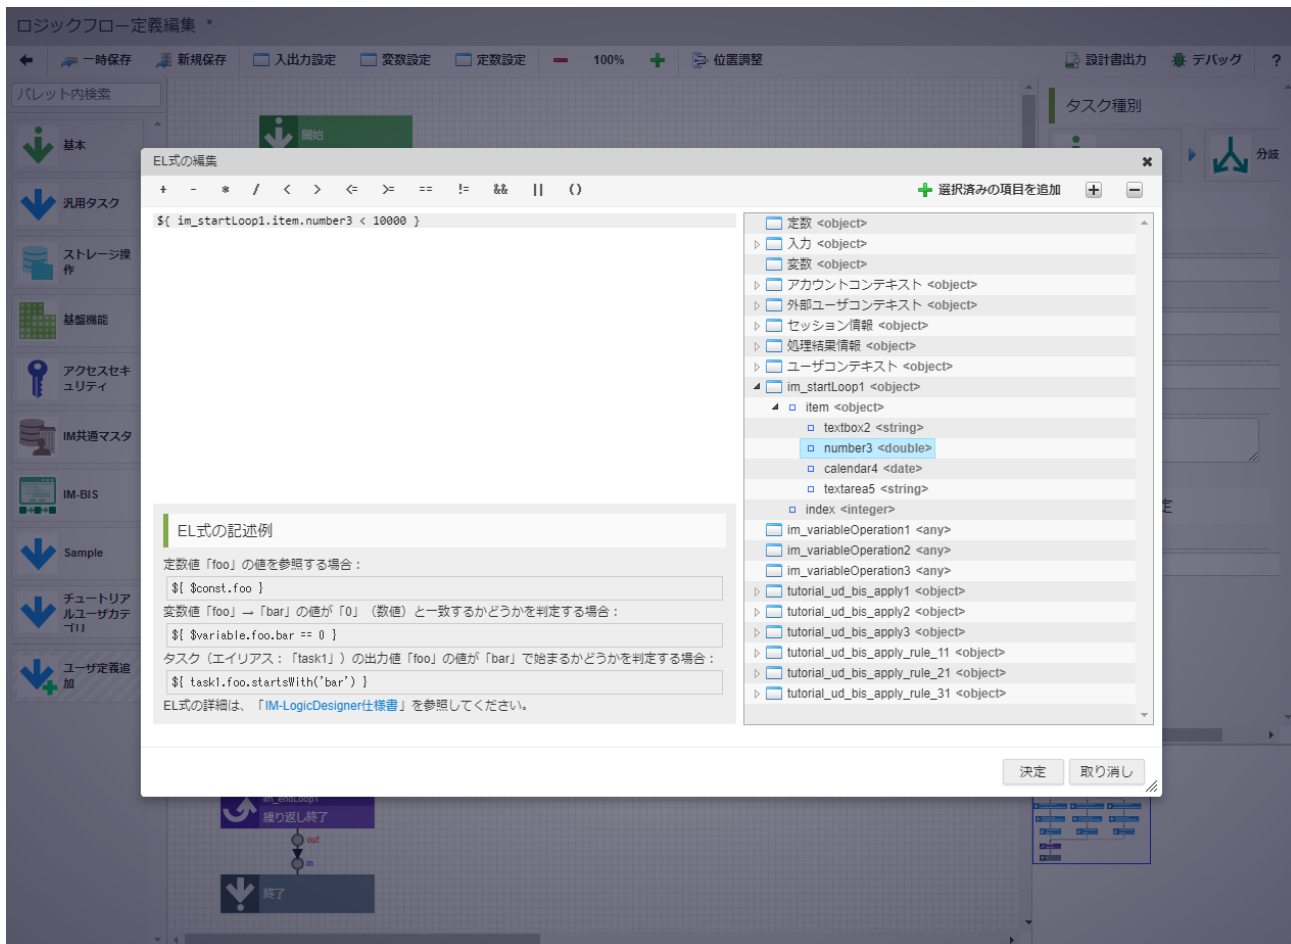 ロジックフロー定義編集 *
一時保存 新規保存 入出力設定 変数設定 定数設定 100% 位置調整 設計書出力 デバッグ ?
パレット内検索
基本
汎用タスク
ストレージ操
作
基盤機能
アクセスセキ
ュリティ
IM共通マスタ
IM-BIS
Sample
チュートリア
ルユーザカテ
ゴリ
ユーザ定義追
加
開始
タスク種別
分岐
EL式の編集
+ - * / < > <= >= == != && || ()
選択済みの項目を追加
${ im_startLoop1.item.number3 < 10000 }
定数 <object>
入力 <object>
変数 <object>
アカウントコンテキスト <object>
外部ユーザコンテキスト <object>
セッション情報 <object>
処理結果情報 <object>
ユーザコンテキスト <object>
im_startLoop1 <object>
item <object>
textbox2 <string>
number3 <double>
calendar4 <date>
textarea5 <string>
index <integer>
im_variableOperation1 <any>
im_variableOperation2 <any>
im_variableOperation3 <any>
tutorial_ud_bis_apply1 <object>
tutorial_ud_bis_apply2 <object>
tutorial_ud_bis_apply3 <object>
tutorial_ud_bis_apply_rule_11 <object>
tutorial_ud_bis_apply_rule_21 <object>
tutorial_ud_bis_apply_rule_31 <object>
EL式の記述例
定数値「foo」の値を参照する場合：
${ $const.foo }
変数値「foo」→「bar」の値が「0」（数値）と一致するかどうかを判定する場合：
${ $variable.foo.bar == 0 }
タスク（エイリアス：「task1」）の出力値「foo」の値が「bar」で始まるかどうかを判定する場合：
${ task1.foo.startsWith('bar') }
EL式の詳細は、「IM-LogicDesigner仕様書」を参照してください。
決定 取り消し
定
im_endLoop1
繰り返し終了
out
in
終了